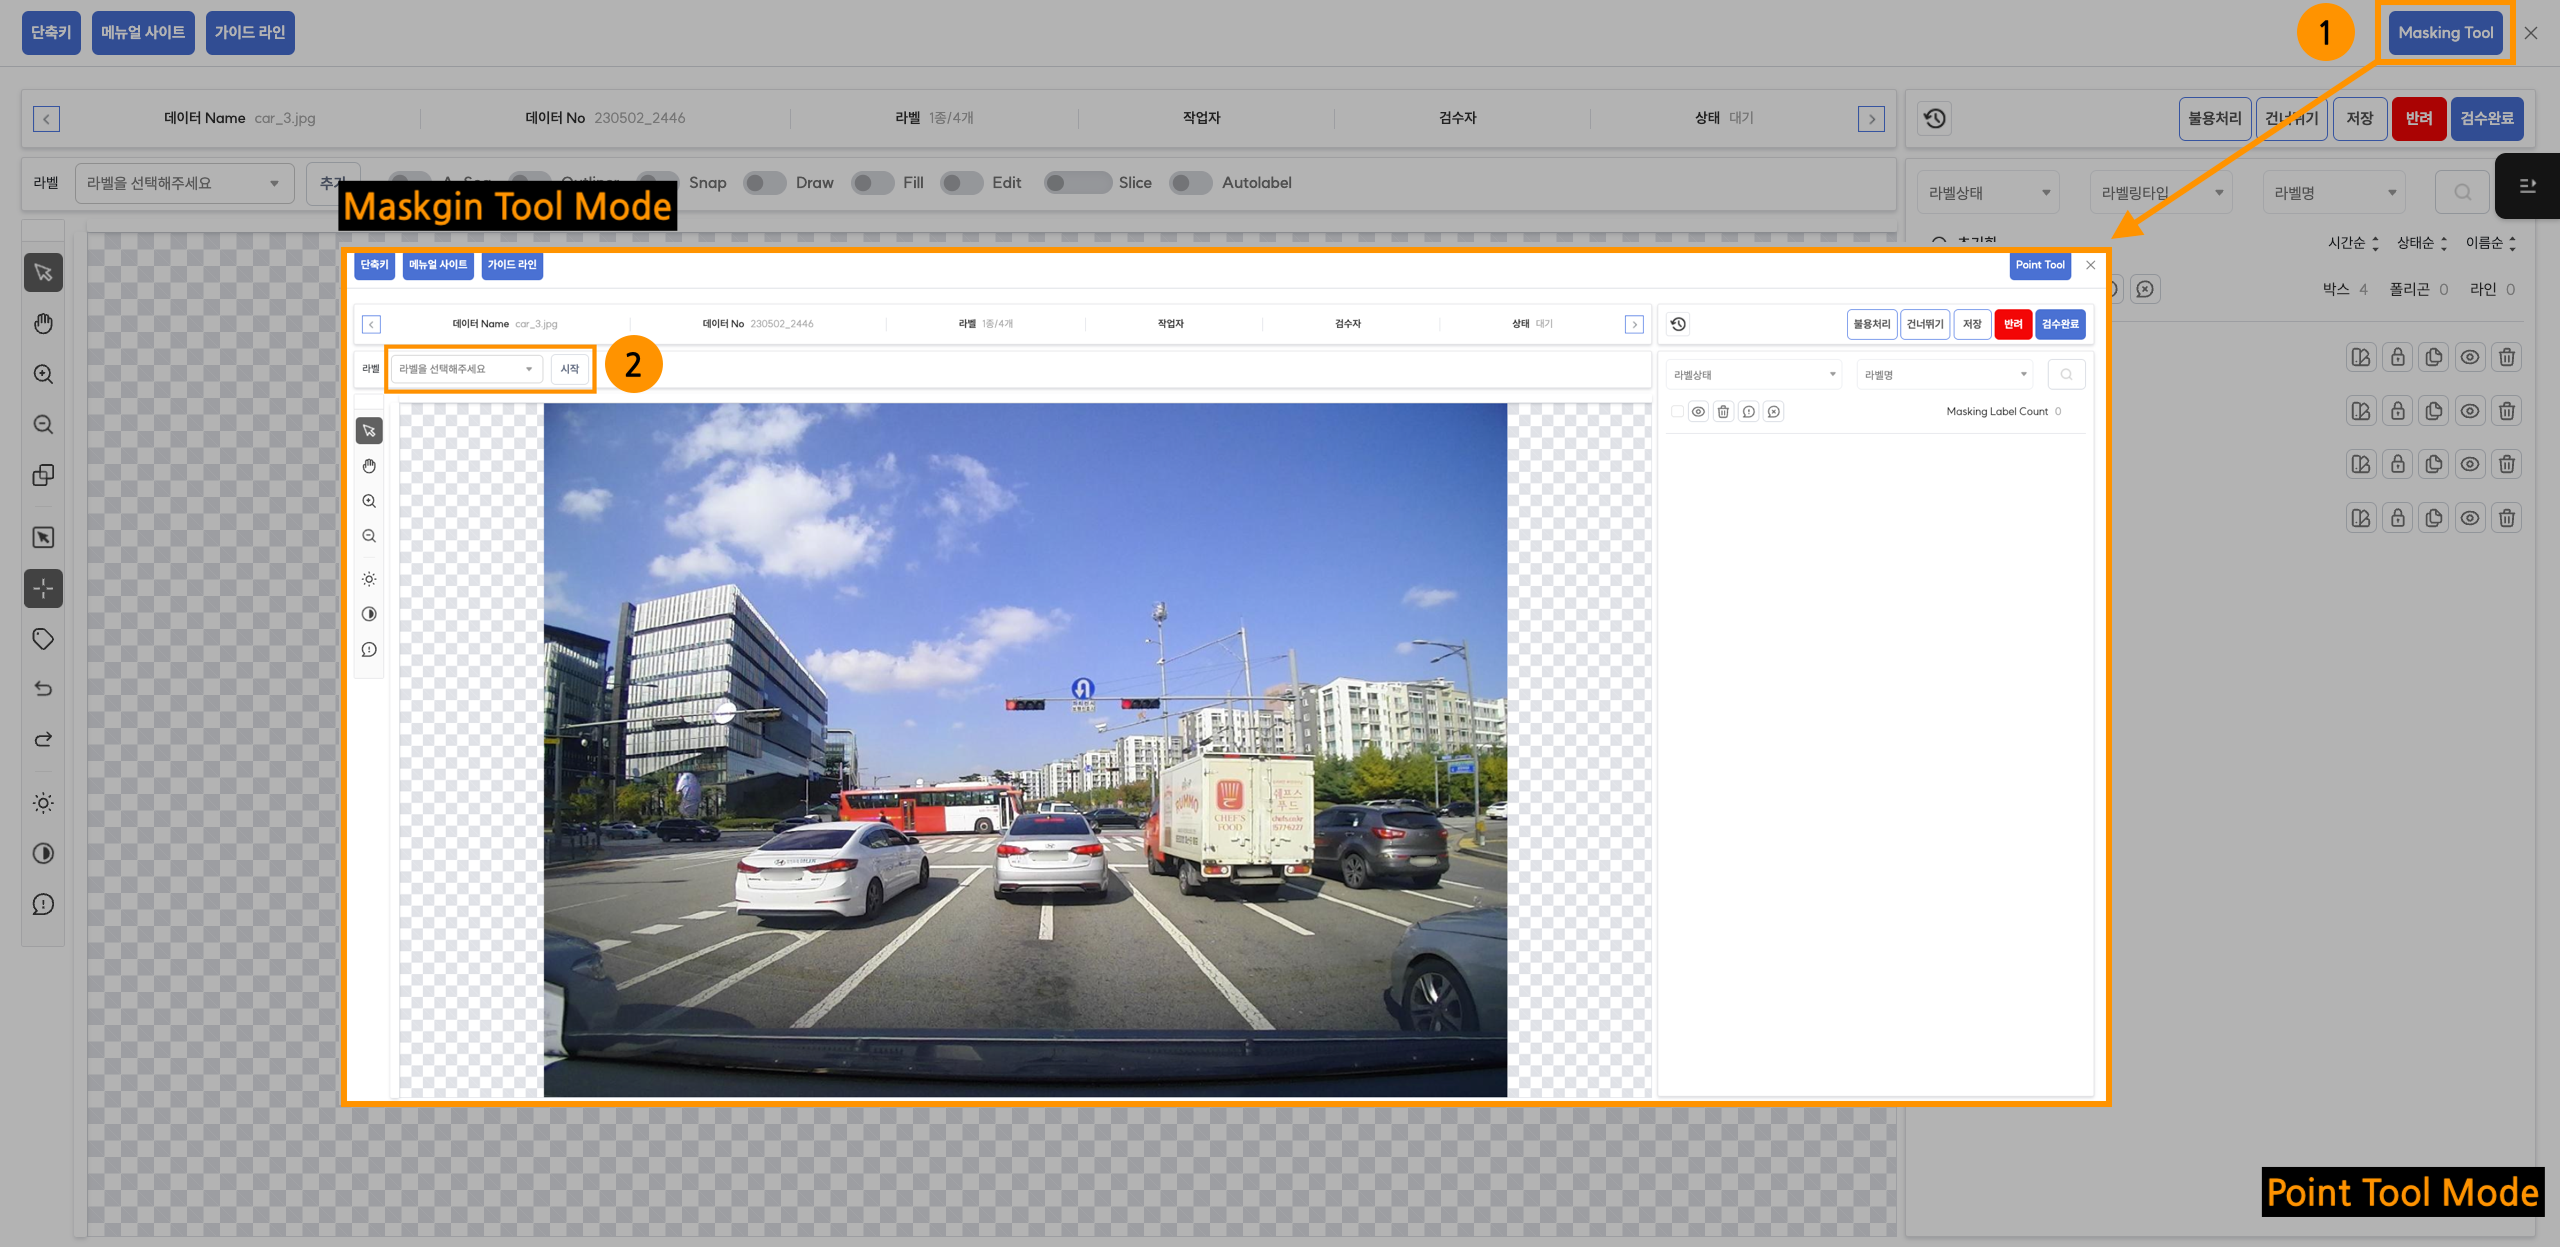 단축키 메뉴얼 사이트 가이드 라인
1
Masking Tool
데이터 Name car_3.jpg 데이터 No 230502_2446 라벨 1종/4개 작업자 검수자 상태 대기
불용처리 건너뛰기 저장 반려 검수완료
라벨 라벨을 선택해주세요 Snap Draw Fill Edit Slice Autolabel
라벨상태 라벨링타입 라벨명
Maskgin Tool Mode
시간순 상태순 이름순
박스 4 폴리곤 0 라인 0
단축키 메뉴얼 사이트 가이드 라인 Point Tool
데이터 Name car_3.jpg 데이터 No 230502_2446 라벨 1종/4개 작업자 검수자 상태 대기
불용처리 건너뛰기 저장 반려 검수완료
라벨 라벨을 선택해주세요 시작
2
라벨상태 라벨명
Masking Label Count 0
CHEF'S
FOOD
쉐프스
푸드
Point Tool Mode